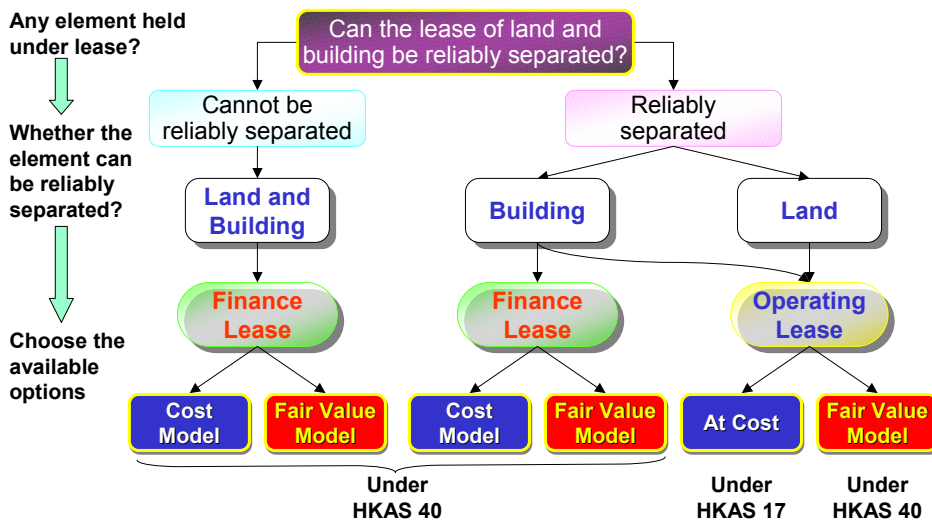 Any element held
under lease?
Can the lease of land and
building be reliably separated?
Cannot be
reliably separated
Reliably
separated
Whether the
element can
be reliably
separated?
Land and
Building
Building
Land
Finance
Lease
Finance
Lease
Operating
Lease
Choose the
available
options
Cost
Model
Fair Value
Model
Cost
Model
Fair Value
Model
At Cost
Fair Value
Model
Under
HKAS 40
Under
HKAS 17
Under
HKAS 40